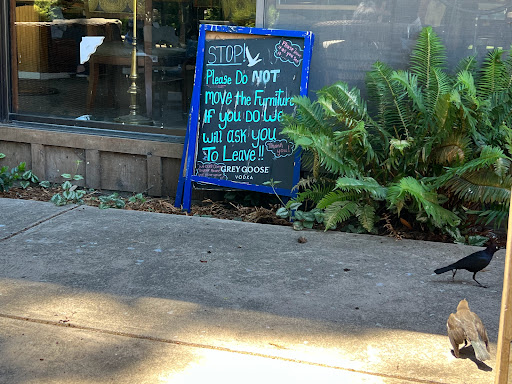 STOP!
Please Do NOT
move the Furniture
If you Do We
will ask you
To Leave!!
GREY GOOSE
VODKA